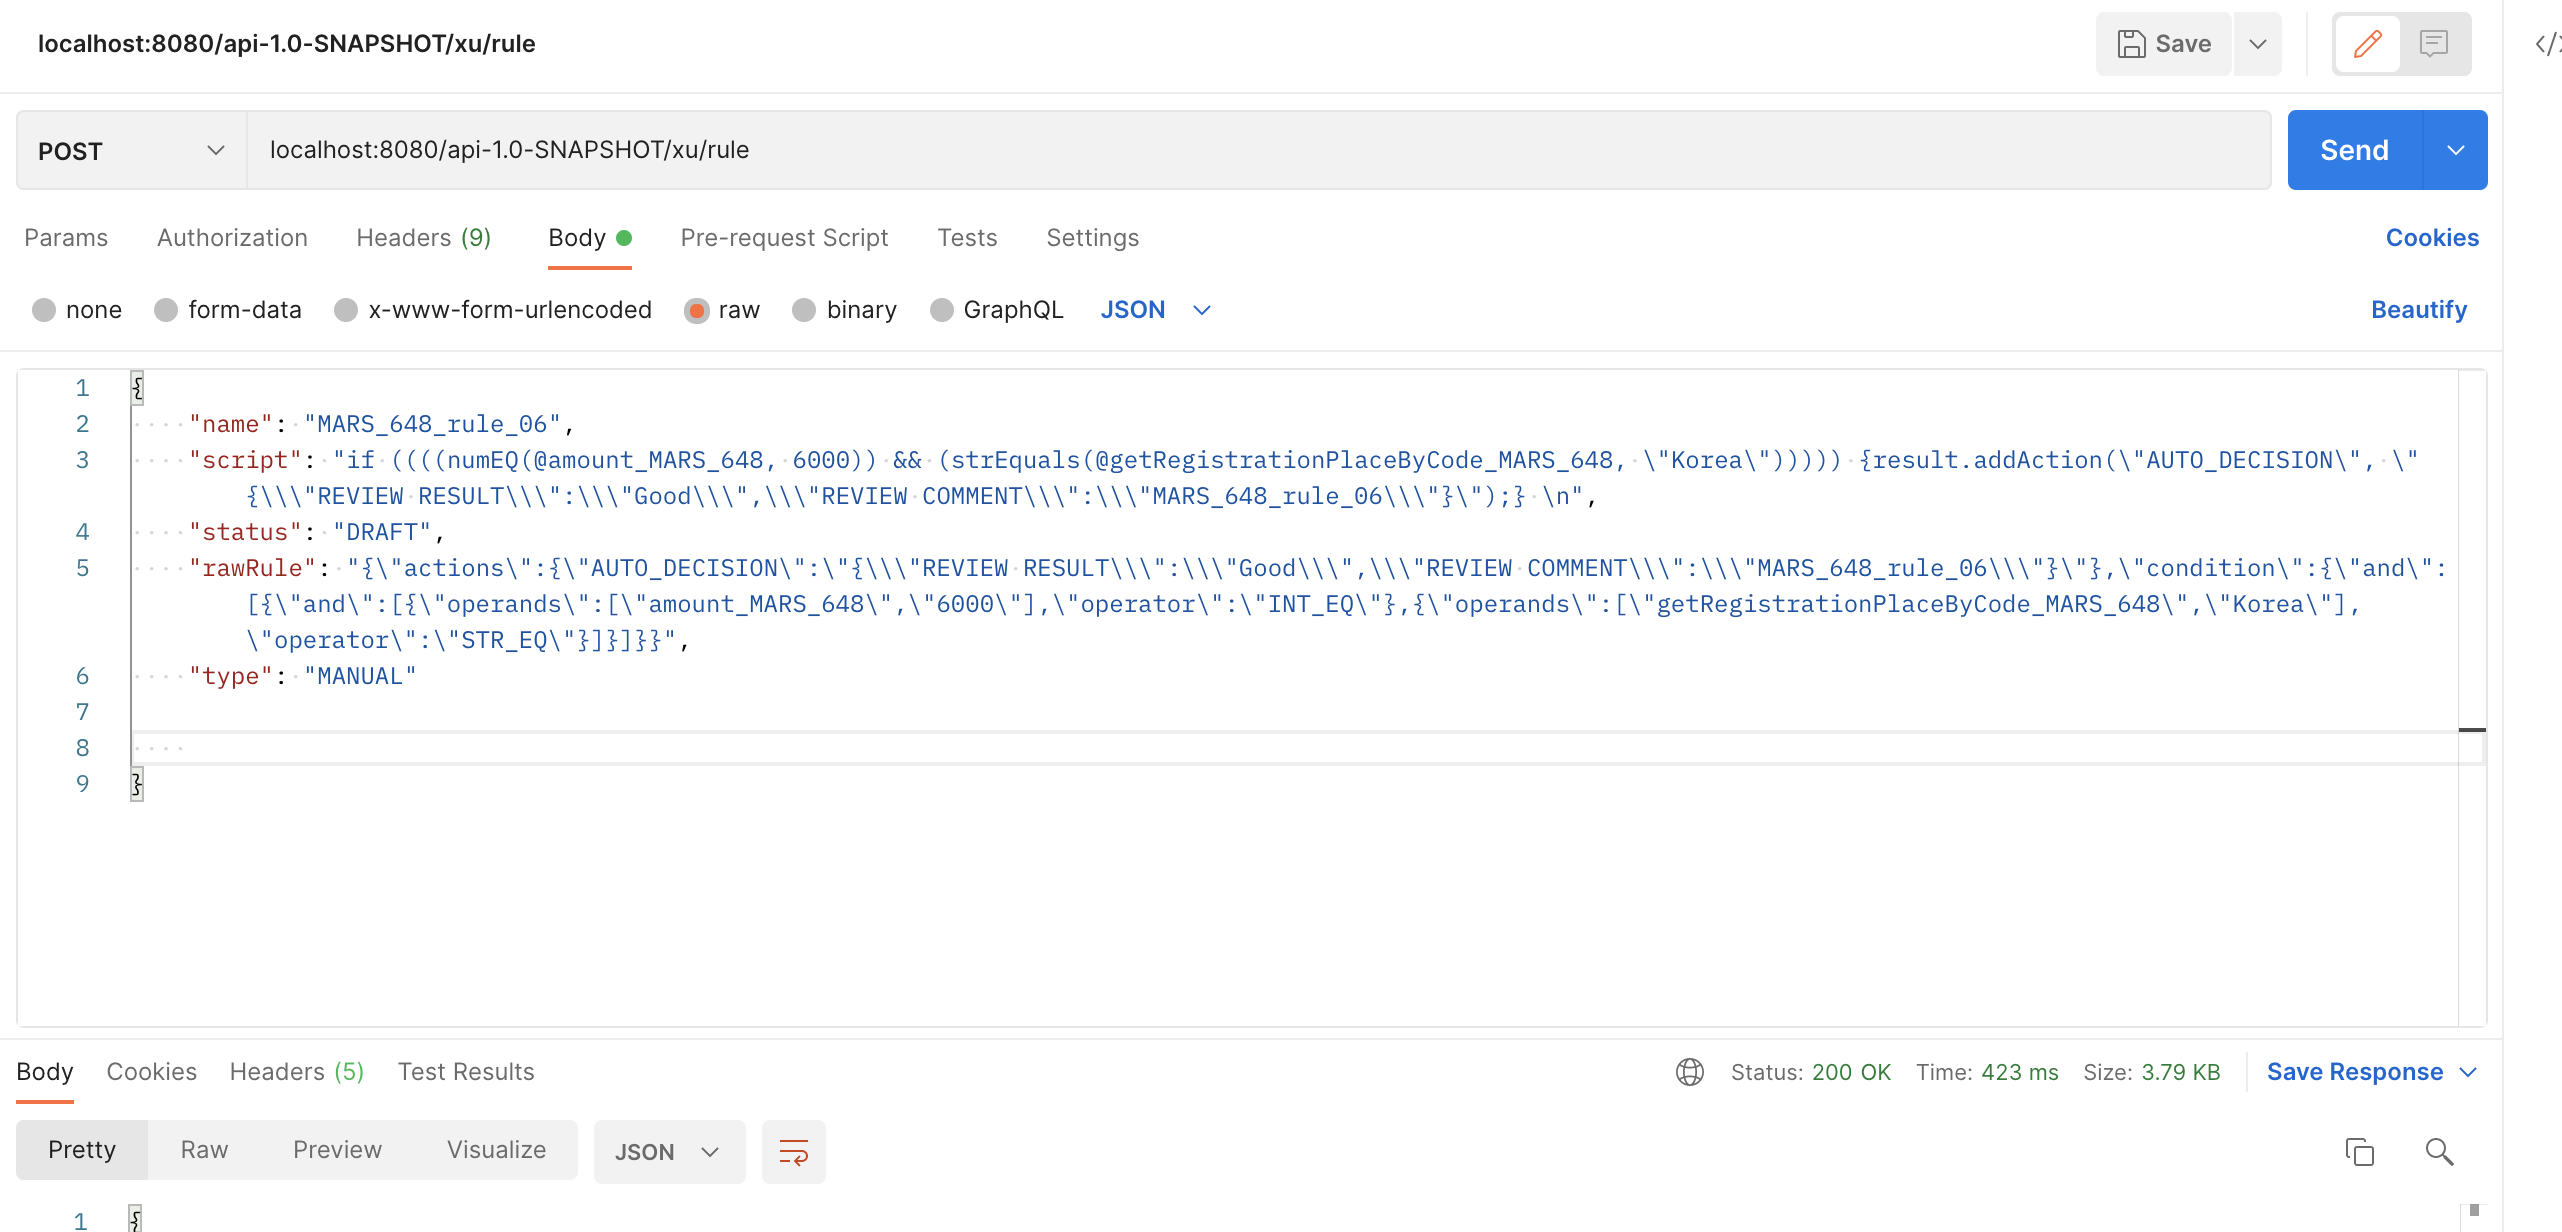 localhost:8080/api-1.0-SNAPSHOT/xu/rule
Save
POST
localhost:8080/api-1.0-SNAPSHOT/xu/rule
Send
Params Authorization Headers (9) Body Pre-request Script Tests Settings Cookies
none form-data x-www-form-urlencoded raw binary GraphQL JSON Beautify
1 {
2 "name": "MARS_648_rule_06",
3 "script": "if ((((numEQ(@amount_MARS_648, 6000)) && (strEquals(@getRegistrationPlaceByCode_MARS_648, \"Korea\"))))) {result.addAction(\"AUTO_DECISION\", \"
{\\\"REVIEW RESULT\\\":\\\"Good\\\",\\\"REVIEW COMMENT\\\":\\\"MARS_648_rule_06\\\"}\");} \n",
4 "status": "DRAFT",
5 "rawRule": "{\"actions\":{\"AUTO_DECISION\":\"{\\\"REVIEW RESULT\\\":\\\"Good\\\",\\\"REVIEW COMMENT\\\":\\\"MARS_648_rule_06\\\"}\"},\"condition\":{\"and\":
[{\"and\":[{\"operands\":[\"amount_MARS_648\",\"6000\"],\"operator\":\"INT_EQ\"},{\"operands\":[\"getRegistrationPlaceByCode_MARS_648\",\"Korea\"],
\"operator\":\"STR_EQ\"}]}]}}",
6 "type": "MANUAL"
7
8
9 }
Body Cookies Headers (5) Test Results Status: 200 OK Time: 423 ms Size: 3.79 KB Save Response
Pretty Raw Preview Visualize JSON
1 {